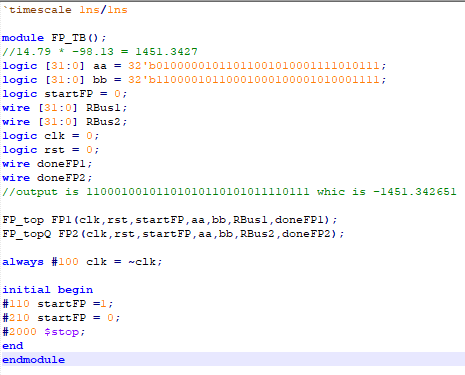 `timescale 1ns/1ns
module FP_TB();
//14.79 * -98.13 = 1451.3427
logic [31:0] aa = 32'b01000001011011001010001111010111;
logic [31:0] bb = 32'b11000010110001000100001010001111;
logic startFP = 0;
wire [31:0] RBus1;
wire [31:0] RBus2;
logic clk = 0;
logic rst = 0;
wire doneFP1;
wire doneFP2;
//output is 11000100101101010110101011110111 whic is -1451.342651
FP_top FP1(clk,rst,startFP,aa,bb,RBus1,doneFP1);
FP_topQ FP2(clk,rst,startFP,aa,bb,RBus2,doneFP2);
always #100 clk = ~clk;
initial begin
#110 startFP =1;
#210 startFP = 0;
#2000 $stop;
end
endmodule